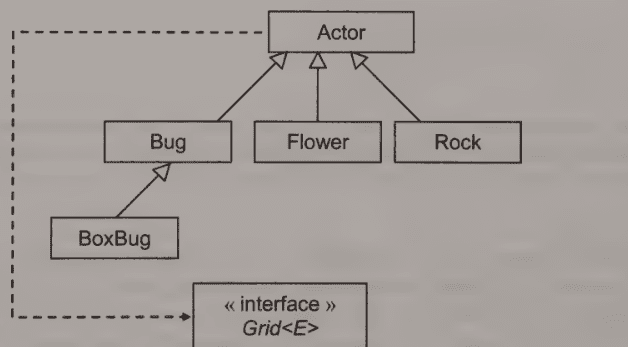 Actor
Bug
Flower
Rock
BoxBug
« interface »
Grid<E>